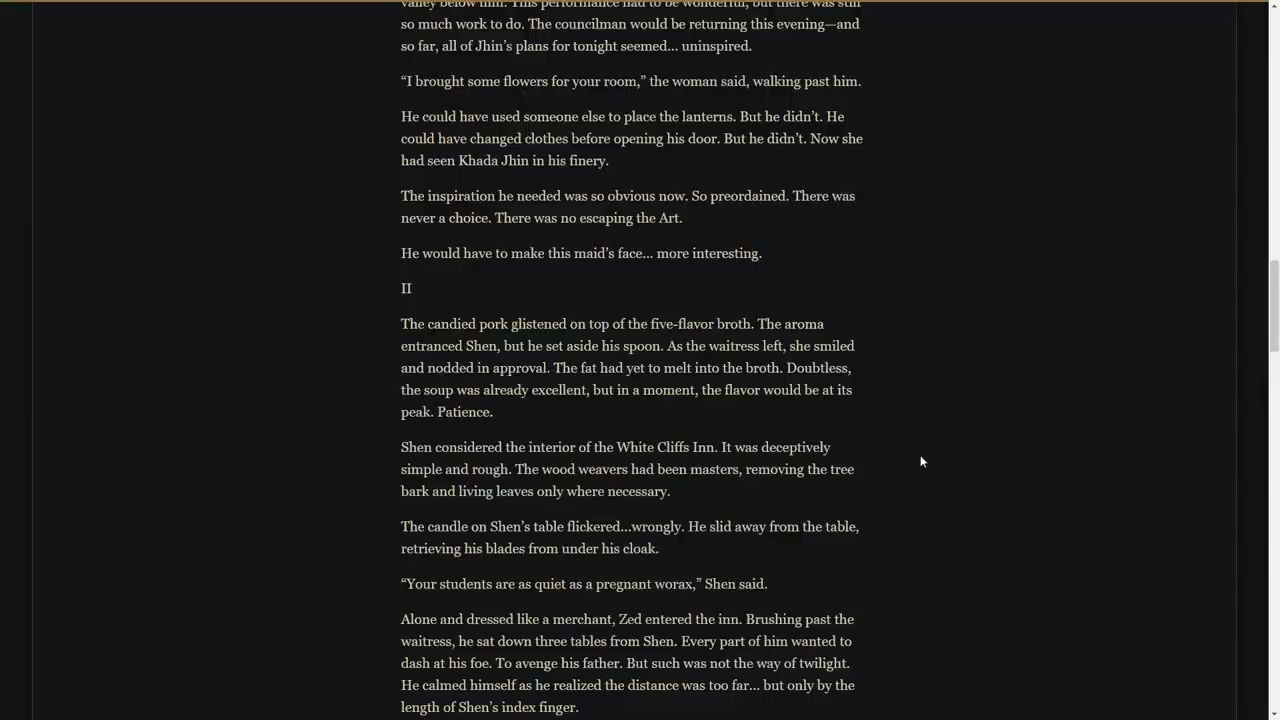 valley below him. This performance had to be wonderful, but there was still
so much work to do. The councilman would be returning this evening—and
so far, all of Jhin’s plans for tonight seemed... uninspired.
“I brought some flowers for your room,” the woman said, walking past him.
He could have used someone else to place the lanterns. But he didn’t. He
could have changed clothes before opening his door. But he didn’t. Now she
had seen Khada Jhin in his finery.
The inspiration he needed was so obvious now. So preordained. There was
never a choice. There was no escaping the Art.
He would have to make this maid’s face... more interesting.
II
The candied pork glistened on top of the five-flavor broth. The aroma
entranced Shen, but he set aside his spoon. As the waitress left, she smiled
and nodded in approval. The fat had yet to melt into the broth. Doubtless,
the soup was already excellent, but in a moment, the flavor would be at its
peak. Patience.
Shen considered the interior of the White Cliffs Inn. It was deceptively
simple and rough. The wood weavers had been masters, removing the tree
bark and living leaves only where necessary.
The candle on Shen’s table flickered...wrongly. He slid away from the table,
retrieving his blades from under his cloak.
“Your students are as quiet as a pregnant worax,” Shen said.
Alone and dressed like a merchant, Zed entered the inn. Brushing past the
waitress, he sat down three tables from Shen. Every part of him wanted to
dash at his foe. To avenge his father. But such was not the way of twilight.
He calmed himself as he realized the distance was too far... but only by the
length of Shen’s index finger.